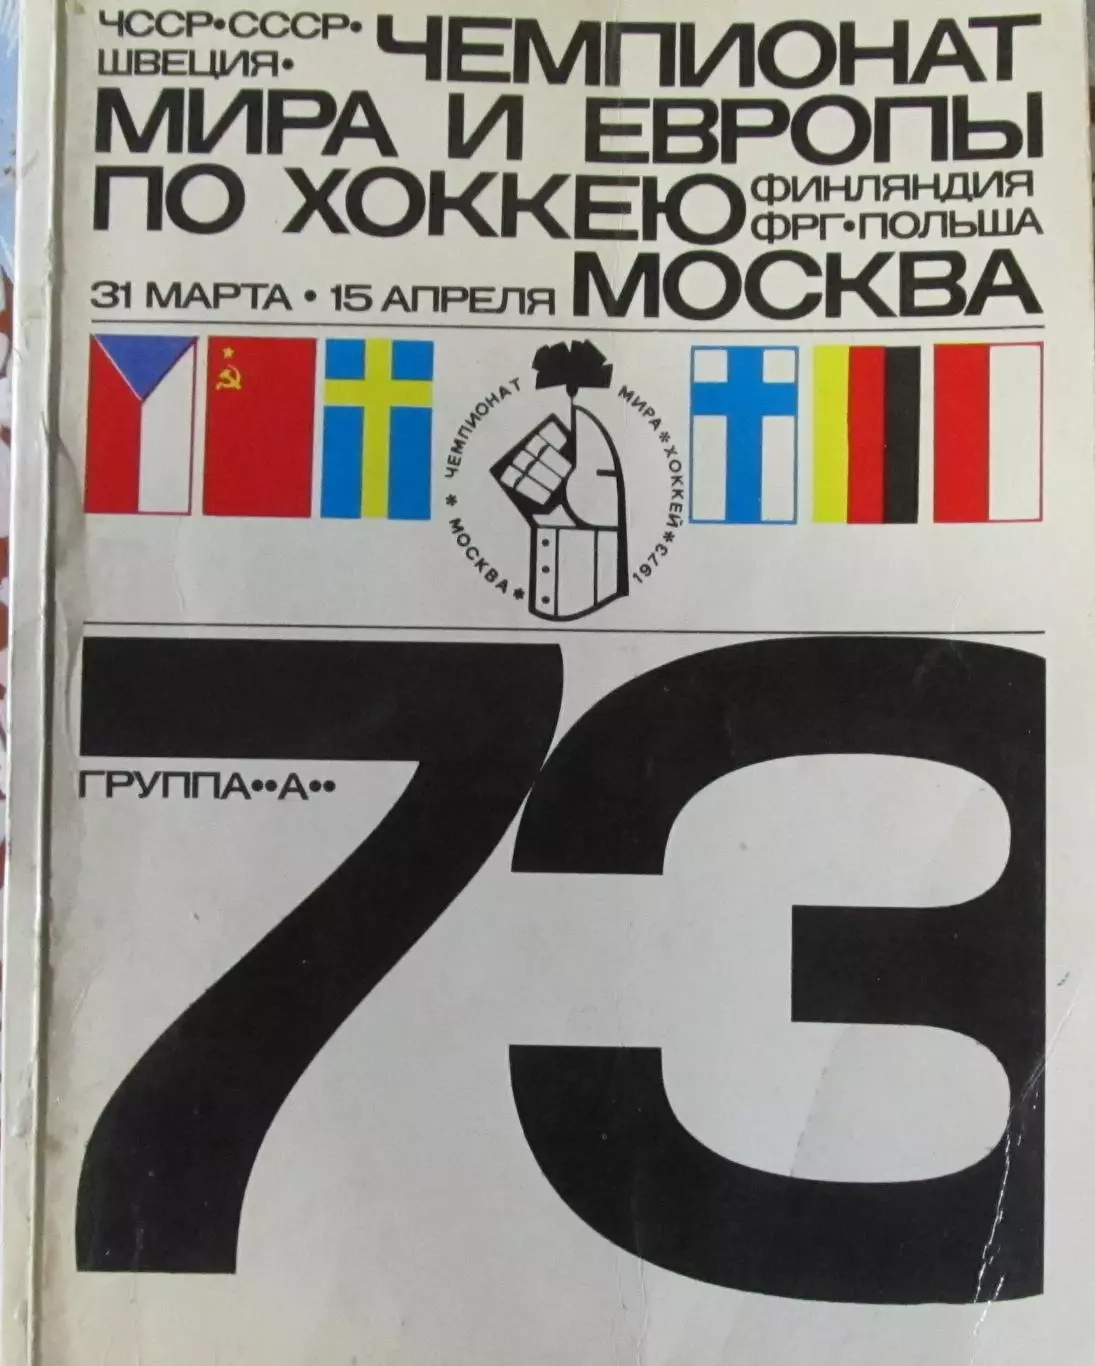 ЧССР•СССР•
ШВЕЦИЯ•
ЧЕМПИОНАТ
МИРА И ЕВРОПЫ
ПО ХОККЕЮ
ФИНЛЯНДИЯ
ФРГ•ПОЛЬША
31 МАРТА • 15 АПРЕЛЯ МОСКВА
МОСКВА * ЧЕМПИОНАТ МИРА * ХОККЕЙ * 1973 *
73
ГРУППА••А••